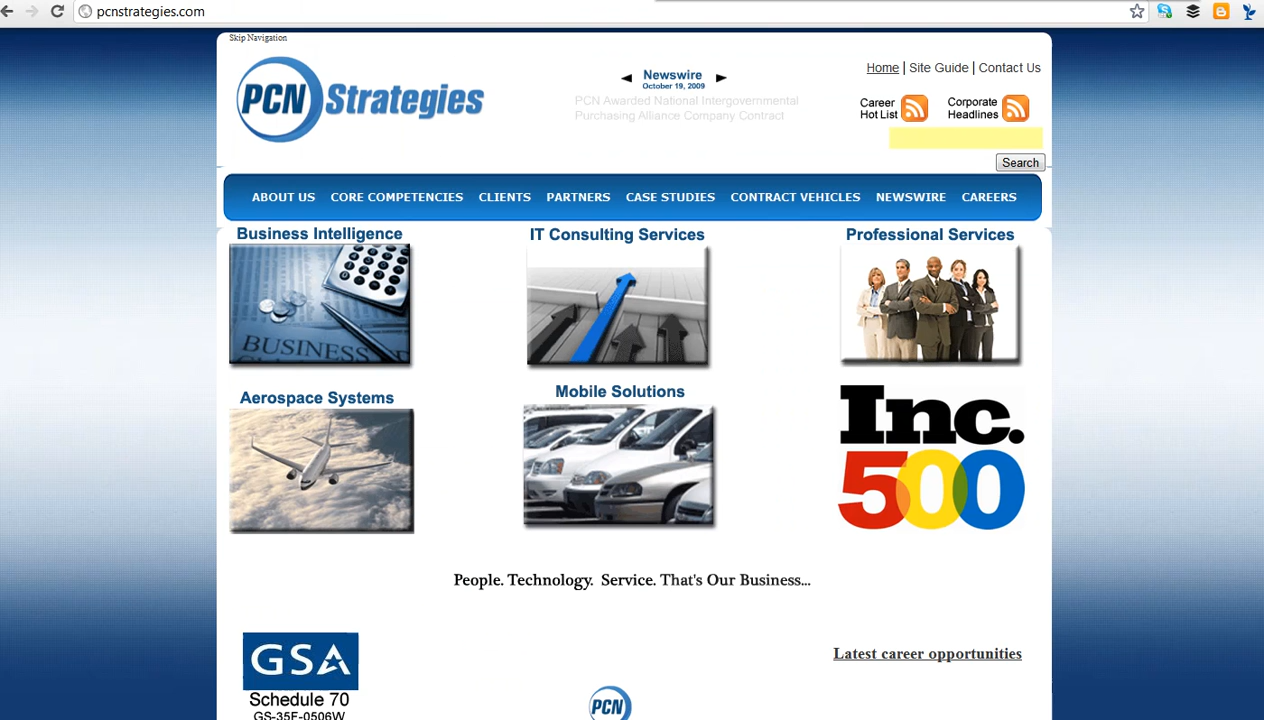 pcnstrategies.com
Skip Navigation
PCN Strategies
Newswire
October 19, 2009
PCN Awarded National Intergovernmental
Purchasing Alliance Company Contract
Home | Site Guide | Contact Us
Career
Hot List
Corporate
Headlines
Search
ABOUT US CORE COMPETENCIES CLIENTS PARTNERS CASE STUDIES CONTRACT VEHICLES NEWSWIRE CAREERS
Business Intelligence
IT Consulting Services
Professional Services
BUSINESS
Aerospace Systems
Mobile Solutions
Inc.
500
People. Technology. Service. That's Our Business...
GSA
Schedule 70
GS-35F-0506W
Latest career opportunities
PCN